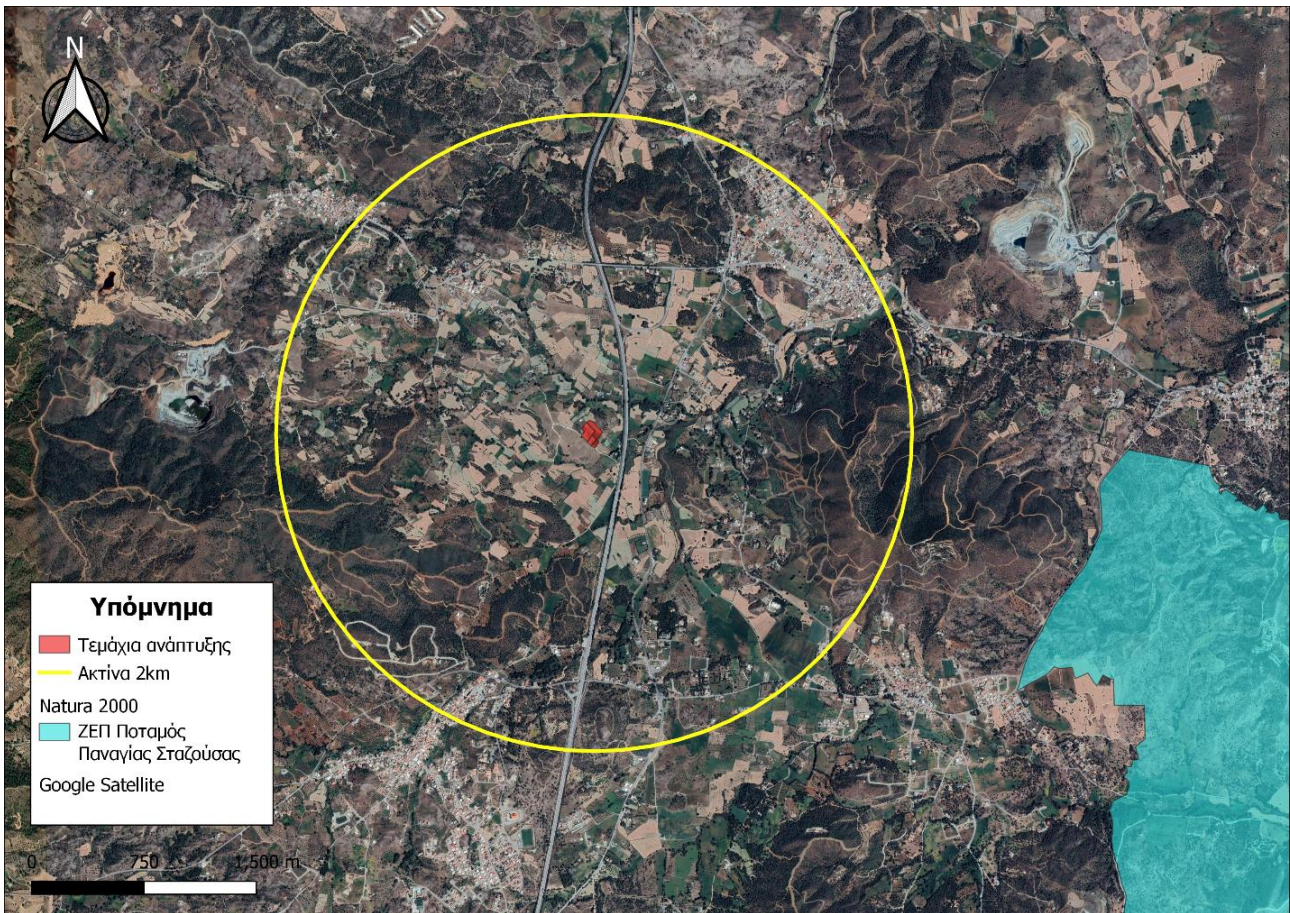 N
Υπόμνημα
Τεμάχια ανάπτυξης
Ακτίνα 2km
Natura 2000
ΖΕΠ Ποταμός
Παναγίας Σταζούσας
Google Satellite
0 750 1,500 m